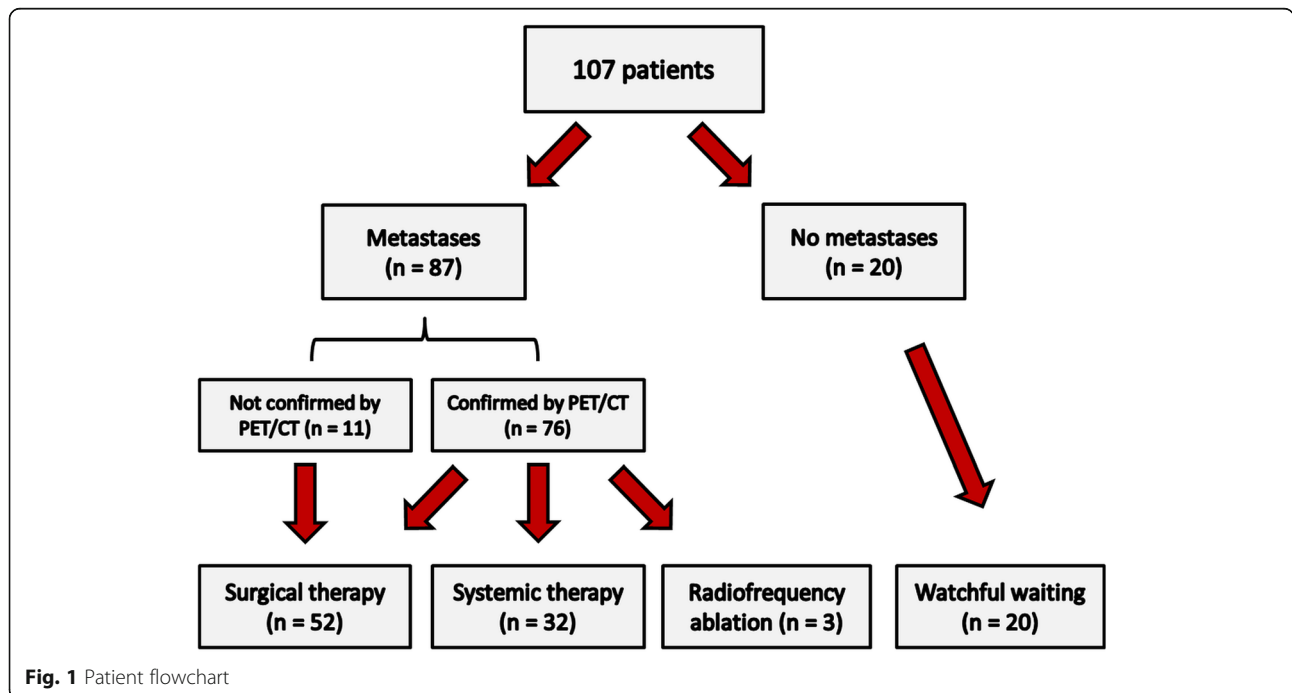 107 patients
Metastases
(n = 87)
No metastases
(n = 20)
Not confirmed by
PET/CT (n = 11)
Confirmed by PET/CT
(n = 76)
Surgical therapy
(n = 52)
Systemic therapy
(n = 32)
Radiofrequency
ablation (n = 3)
Watchful waiting
(n = 20)
Fig. 1 Patient flowchart